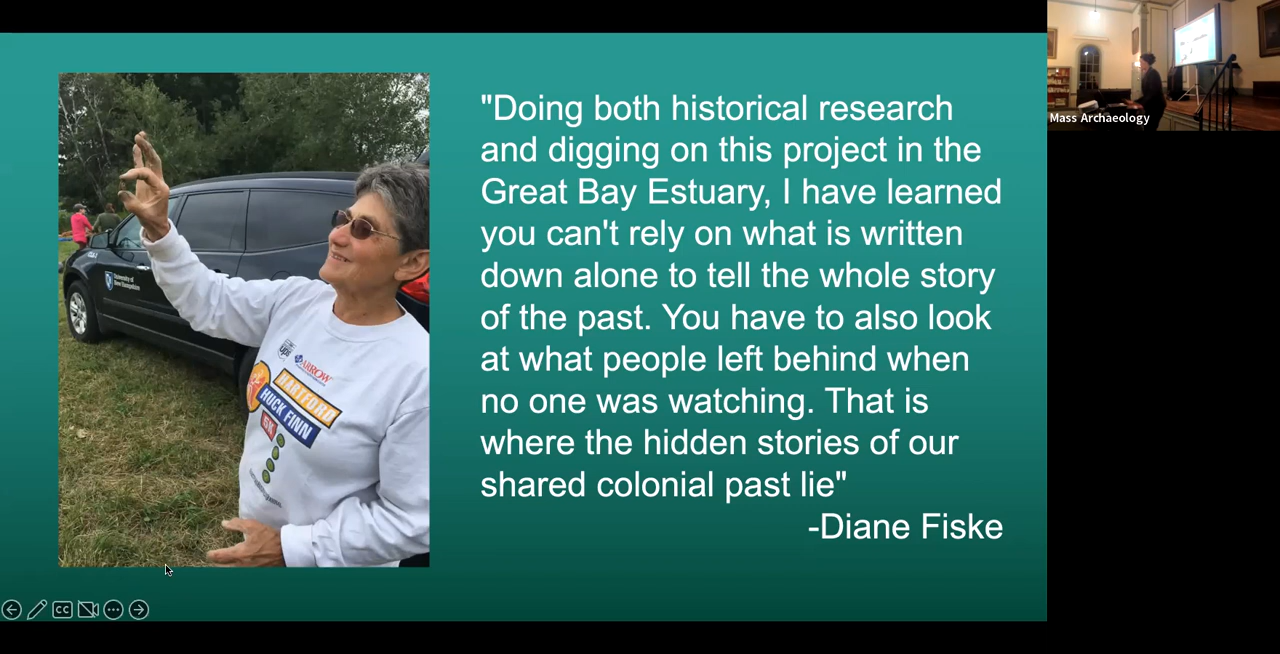 "Doing both historical research
and digging on this project in the
Great Bay Estuary, I have learned
you can't rely on what is written
down alone to tell the whole story
of the past. You have to also look
at what people left behind when
no one was watching. That is
where the hidden stories of our
shared colonial past lie"
-Diane Fiske
Mass Archaeology
University of
New Hampshire
ups
ARROW
HARTFORD
HUCK FINN
5K
CC